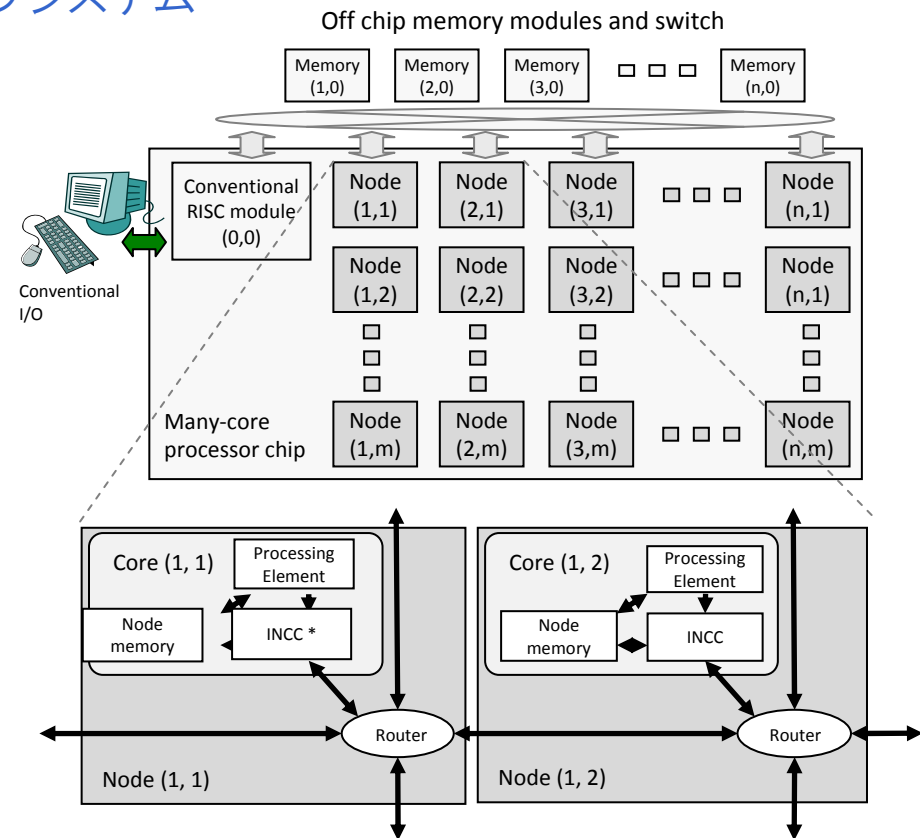 システム
Off chip memory modules and switch
Memory
(1,0)
Memory
(2,0)
Memory
(3,0)
Memory
(n,0)
Conventional
RISC module
(0,0)
Node
(1,1)
Node
(2,1)
Node
(3,1)
Node
(n,1)
Conventional
I/O
Node
(1,2)
Node
(2,2)
Node
(3,2)
Node
(n,1)
Many-core
processor chip
Node
(1,m)
Node
(2,m)
Node
(3,m)
Node
(n,m)
Core (1, 1)
Processing
Element
Node
memory
INCC *
Router
Node (1, 1)
Core (1, 2)
Processing
Element
Node
memory
INCC
Router
Node (1, 2)